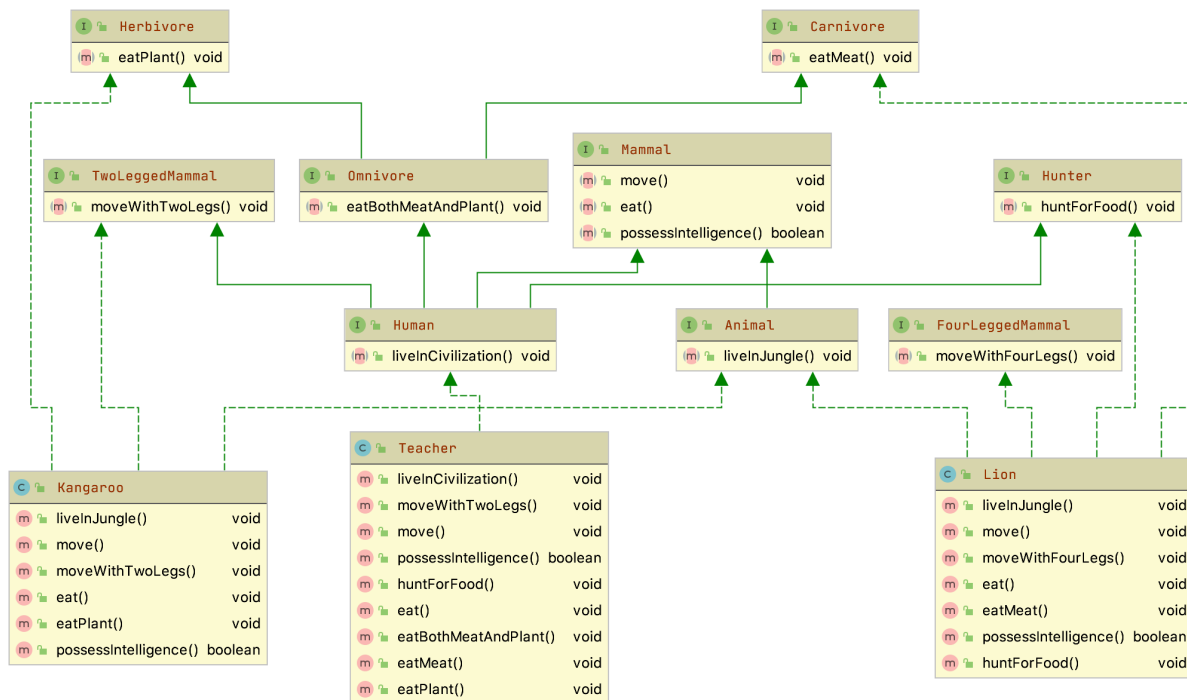 I Herbivore
m eatPlant() void
I Carnivore
m eatMeat() void
I TwoLeggedMammal
m moveWithTwoLegs() void
I Omnivore
m eatBothMeatAndPlant() void
I Mammal
m move() void
m eat() void
m possessIntelligence() boolean
I Hunter
m huntForFood() void
I Human
m liveInCivilization() void
I Animal
m liveInJungle() void
I FourLeggedMammal
m moveWithFourLegs() void
C Kangaroo
m liveInJungle() void
m move() void
m moveWithTwoLegs() void
m eat() void
m eatPlant() void
m possessIntelligence() boolean
C Teacher
m liveInCivilization() void
m moveWithTwoLegs() void
m move() void
m possessIntelligence() boolean
m huntForFood() void
m eat() void
m eatBothMeatAndPlant() void
m eatMeat() void
m eatPlant() void
C Lion
m liveInJungle() void
m move() void
m moveWithFourLegs() void
m eat() void
m eatMeat() void
m possessIntelligence() boolean
m huntForFood() void